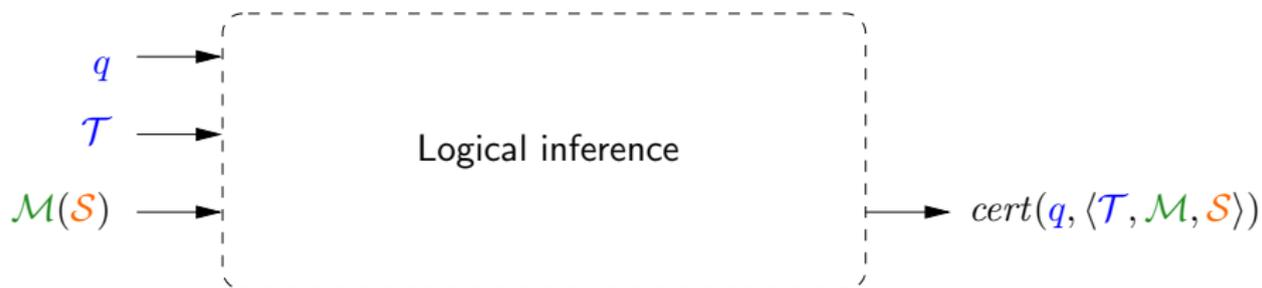 q
𝒯
Logical inference
ℳ(𝒮)
cert(q, ⟨𝒯, ℳ, 𝒮⟩)